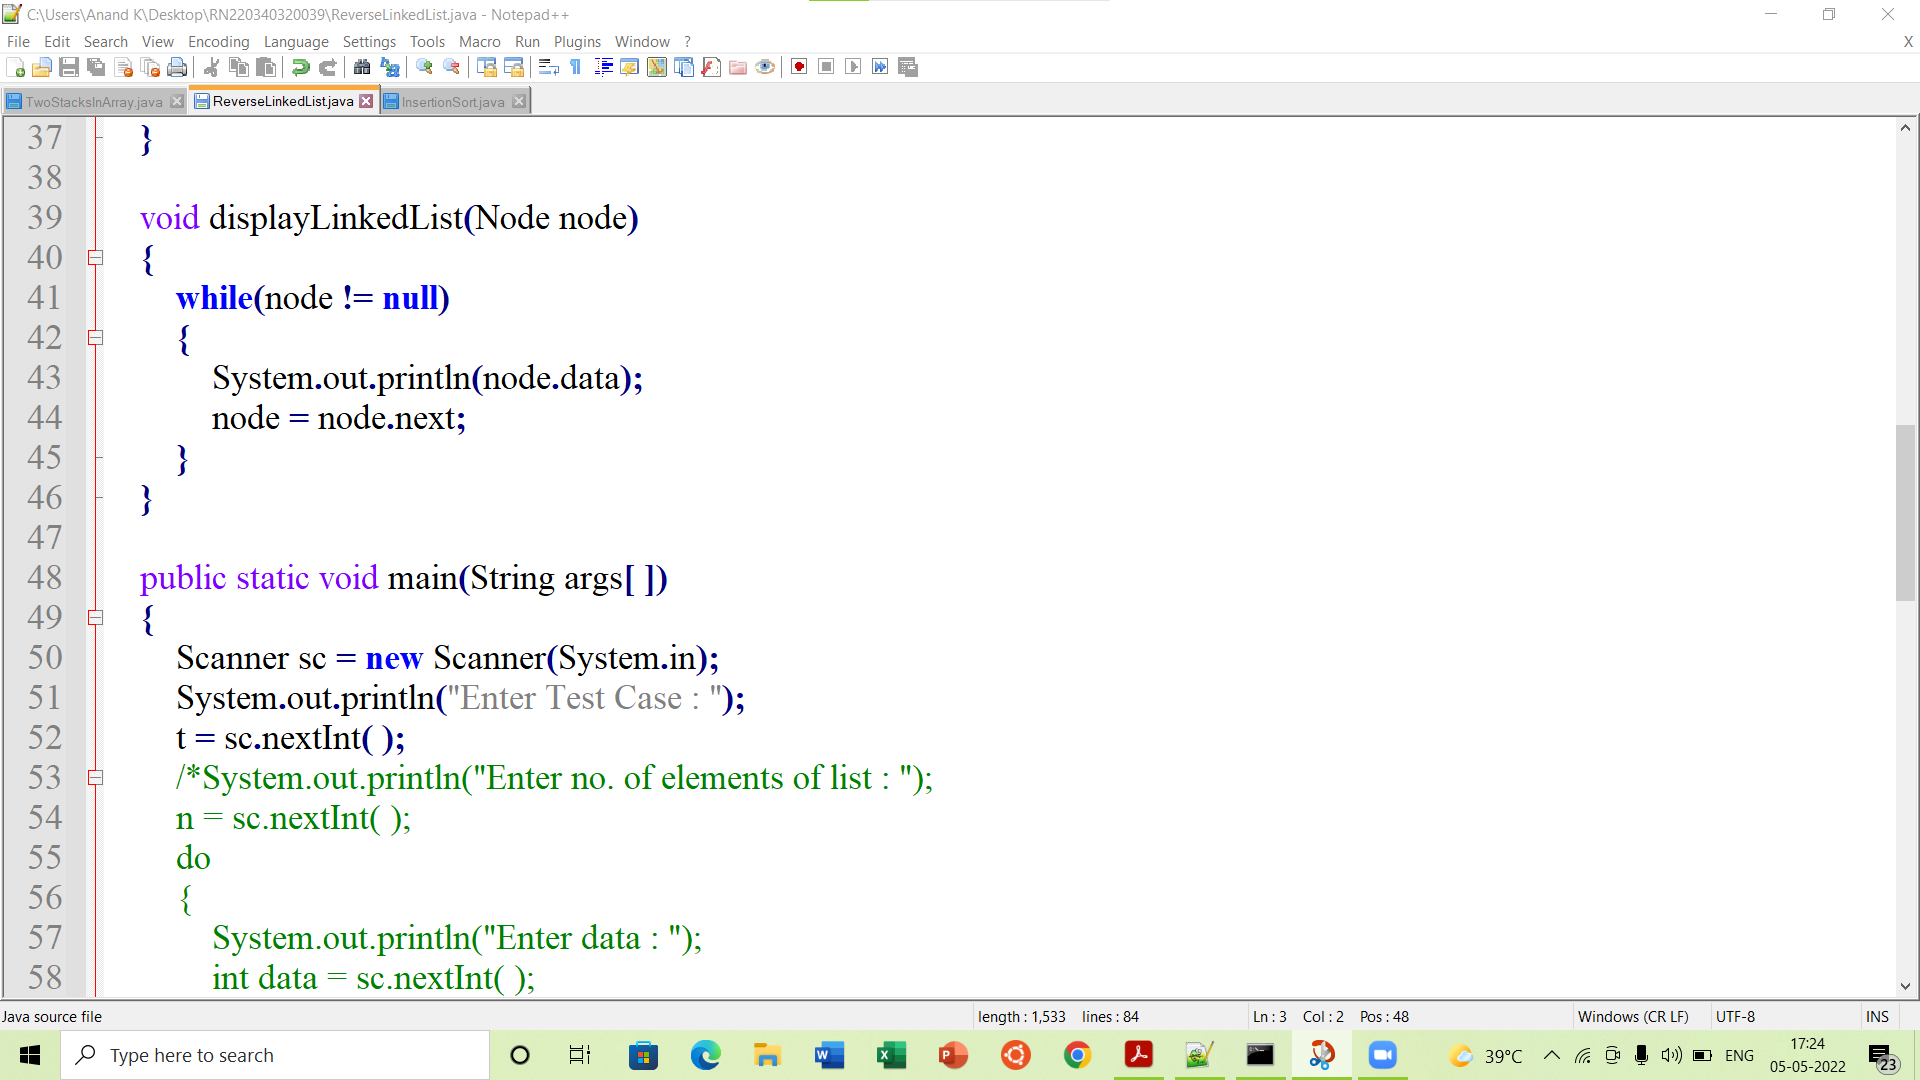 C:\Users\Anand K\Desktop\RN220340320039\ReverseLinkedList.java - Notepad++
File Edit Search View Encoding Language Settings Tools Macro Run Plugins Window ? X
TwoStacksInArray.java ReverseLinkedList.java InsertionSort.java
37 }
38
39 void displayLinkedList(Node node)
40 {
41 while(node != null)
42 {
43 System.out.println(node.data);
44 node = node.next;
45 }
46 }
47
48 public static void main(String args[ ])
49 {
50 Scanner sc = new Scanner(System.in);
51 System.out.println("Enter Test Case : ");
52 t = sc.nextInt( );
53 /*System.out.println("Enter no. of elements of list : ");
54 n = sc.nextInt( );
55 do
56 {
57 System.out.println("Enter data : ");
58 int data = sc.nextInt( );
Java source file length : 1,533 lines : 84 Ln : 3 Col : 2 Pos : 48 Windows (CR LF) UTF-8 INS
Type here to search 39°C ENG 17:24
05-05-2022 23